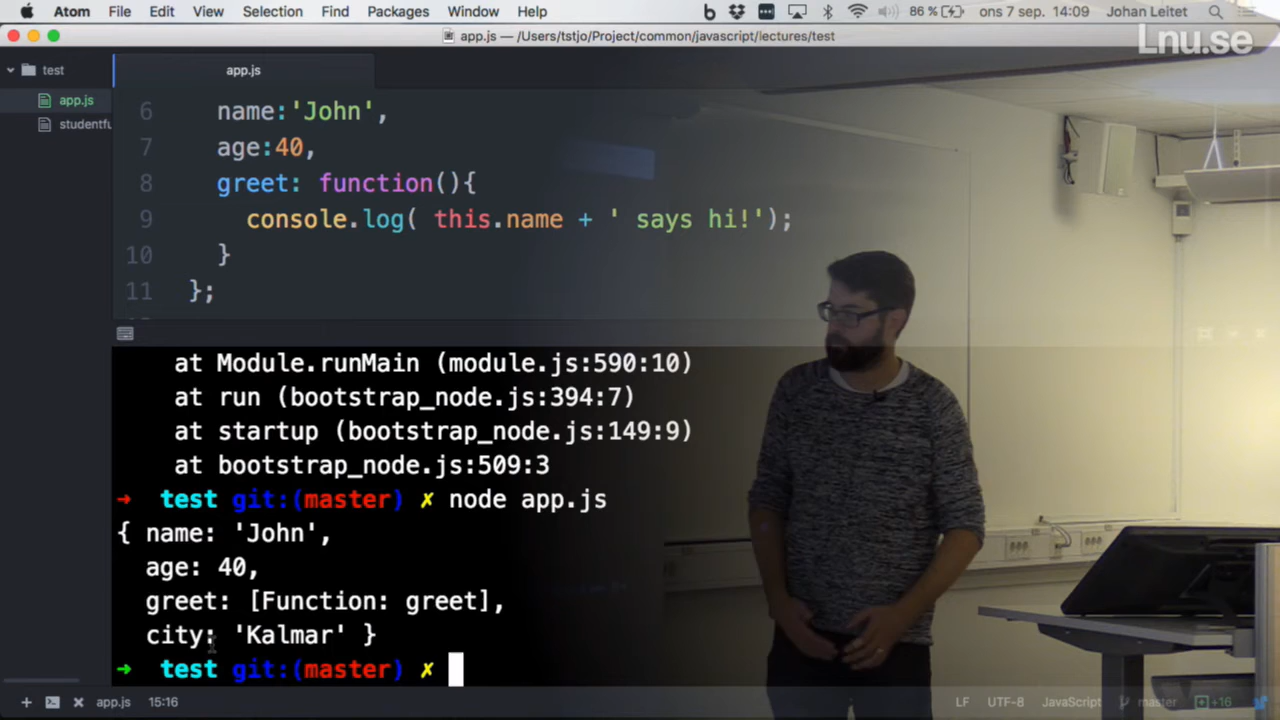 Atom File Edit View Selection Find Packages Window Help 86 % ons 7 sep. 14:09 Johan Leitet
app.js — /Users/tstjo/Project/common/javascript/lectures/test
Lnu.se
test
app.js
app.js
studentfu
6 name:'John',
7 age:40,
8 greet: function(){
9 console.log( this.name + ' says hi!');
10 }
11 };
at Module.runMain (module.js:590:10)
at run (bootstrap_node.js:394:7)
at startup (bootstrap_node.js:149:9)
at bootstrap_node.js:509:3
➜ test git:(master) ✗ node app.js
{ name: 'John',
age: 40,
greet: [Function: greet],
city: 'Kalmar' }
➜ test git:(master) ✗
app.js 15:16 LF UTF-8 JavaScript master +16